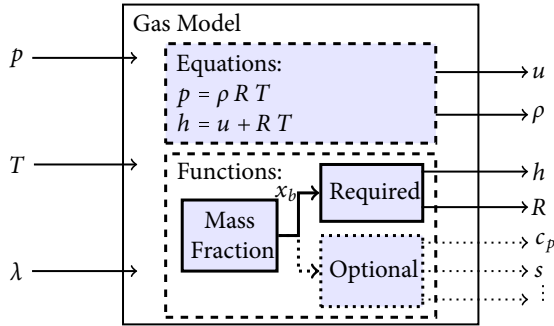 Gas Model
p
T
λ
Equations:
p = ρ R T
h = u + R T
Functions:
x_b
Mass
Fraction
Required
Optional
u
ρ
h
R
c_p
s
⋮